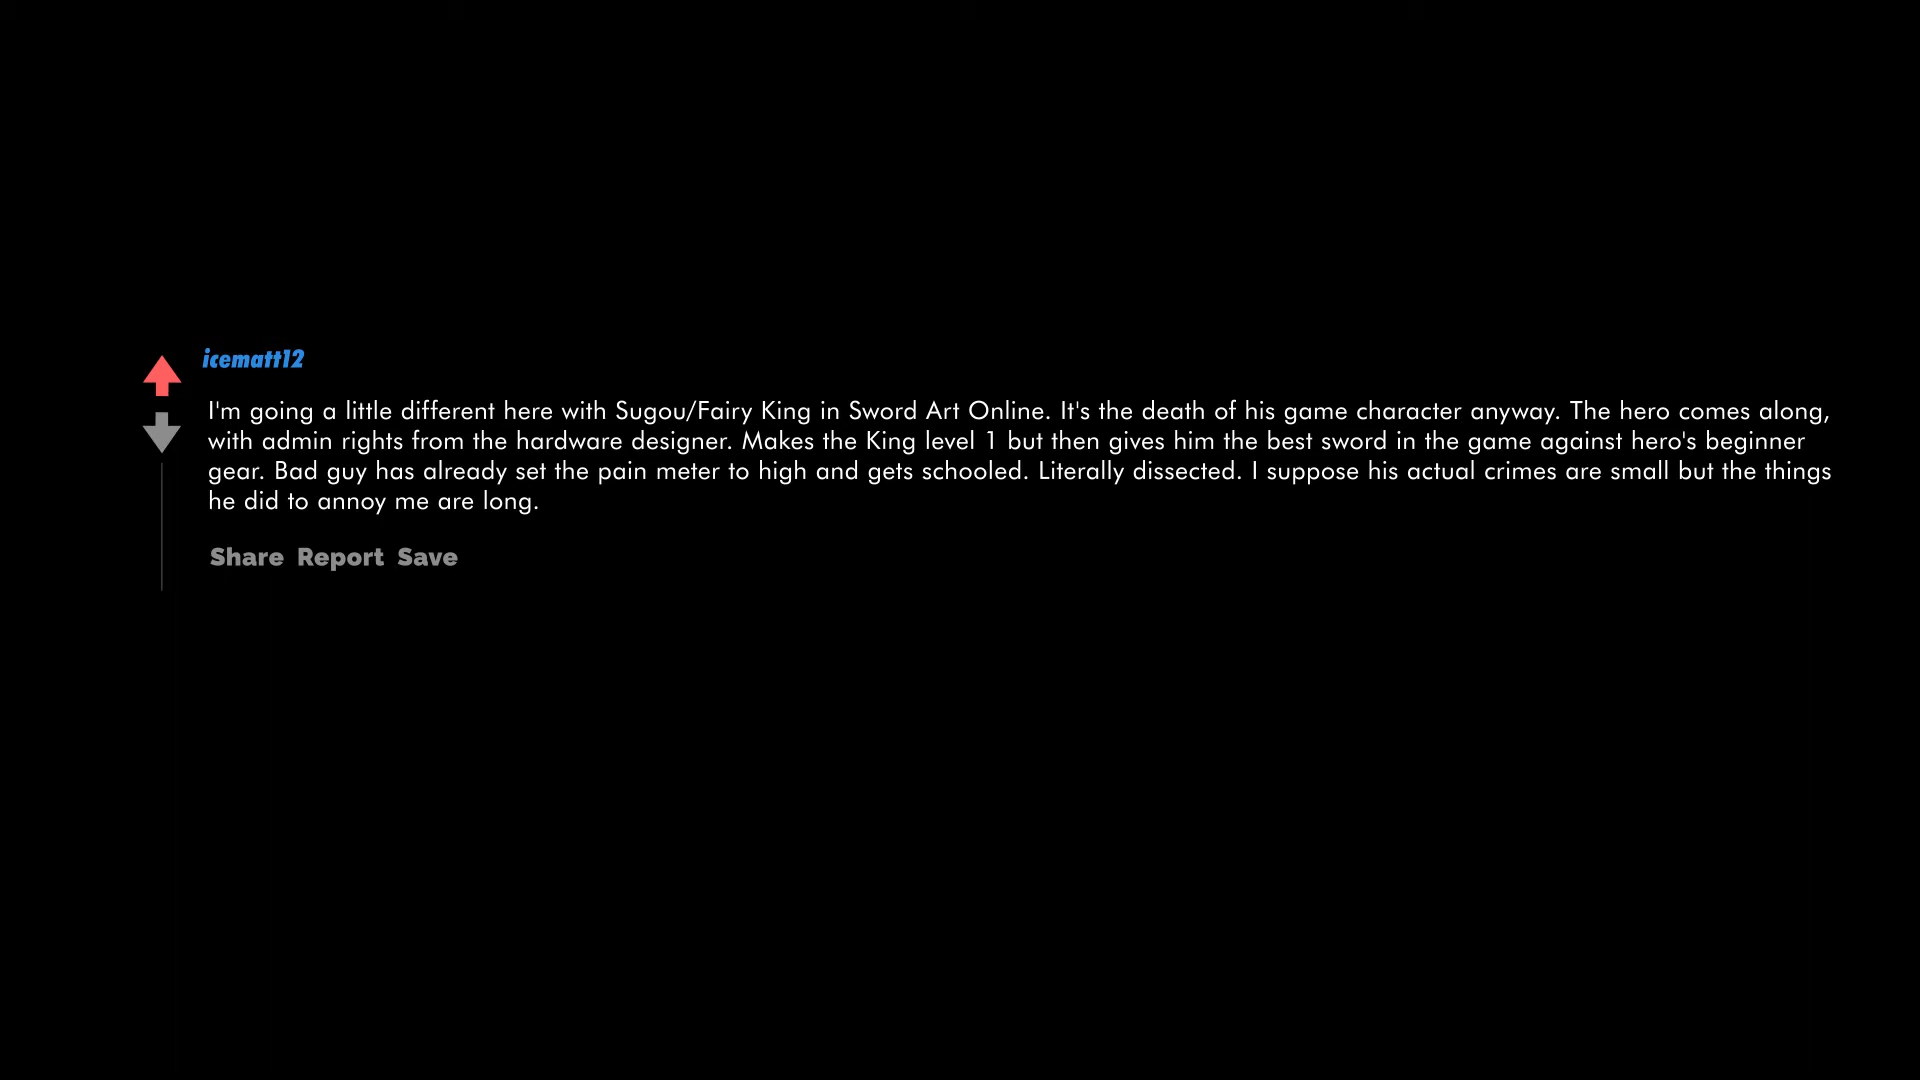 icematt12
I'm going a little different here with Sugou/Fairy King in Sword Art Online. It's the death of his game character anyway. The hero comes along,
with admin rights from the hardware designer. Makes the King level 1 but then gives him the best sword in the game against hero's beginner
gear. Bad guy has already set the pain meter to high and gets schooled. Literally dissected. I suppose his actual crimes are small but the things
he did to annoy me are long.
Share Report Save